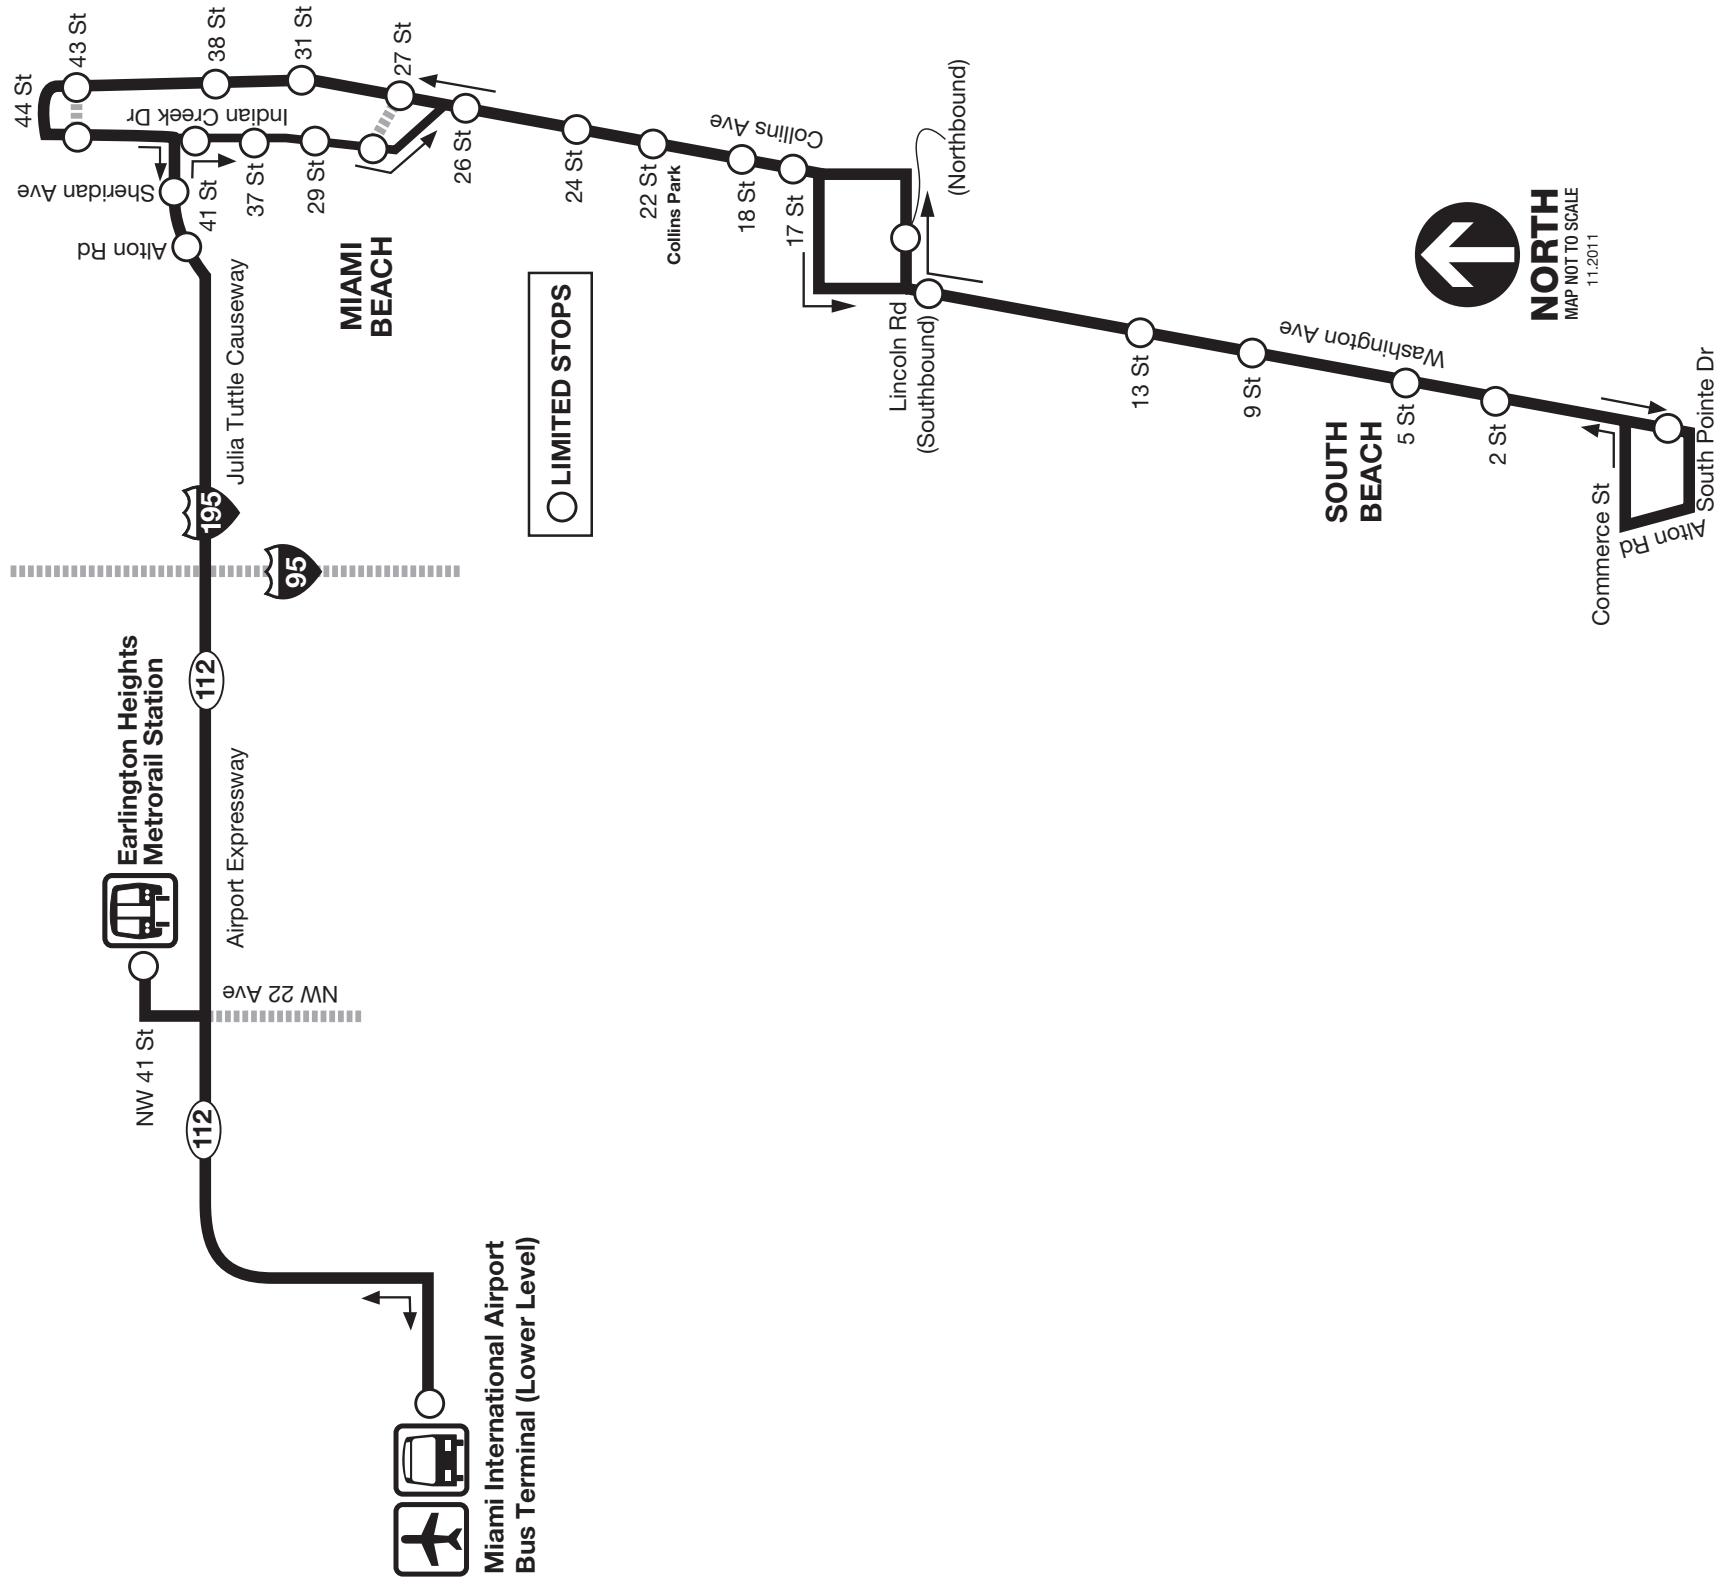 44 St
43 St
38 St
31 St
27 St
Indian Creek Dr
Sheridan Ave
41 St
37 St
29 St
Alton Rd
26 St
24 St
22 St
Collins Park
18 St
17 St
Collins Ave
(Northbound)
MIAMI
BEACH
Julia Tuttle Causeway
LIMITED STOPS
Lincoln Rd
(Southbound)
13 St
9 St
Washington Ave
5 St
2 St
SOUTH
BEACH
Commerce St
Alton Rd
South Pointe Dr
NORTH
MAP NOT TO SCALE
11.2011
195
95
112
Earlington Heights
Metrorail Station
Airport Expressway
NW 22 Ave
NW 41 St
112
Miami International Airport
Bus Terminal (Lower Level)